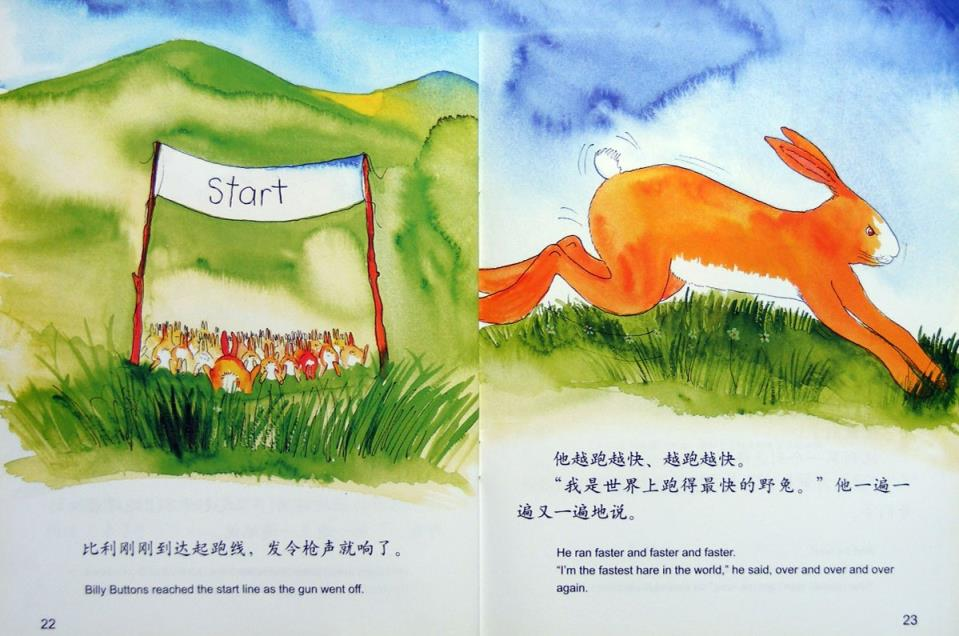 Start
比利刚刚到达起跑线，发令枪声就响了。
Billy Buttons reached the start line as the gun went off.
22
他越跑越快、越跑越快。
“我是世界上跑得最快的野兔。”他一遍一
遍又一遍地说。
He ran faster and faster and faster.
“I’m the fastest hare in the world,” he said, over and over and over
again.
23